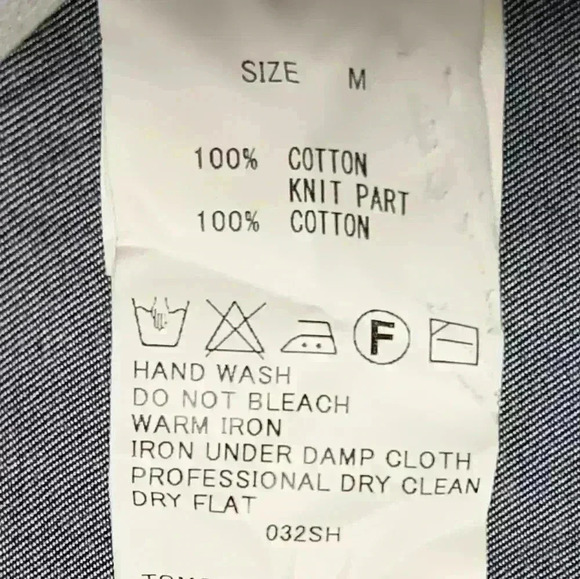 SIZE M
100% COTTON
KNIT PART
100% COTTON
F
HAND WASH
DO NOT BLEACH
WARM IRON
IRON UNDER DAMP CLOTH
PROFESSIONAL DRY CLEAN
DRY FLAT
032SH